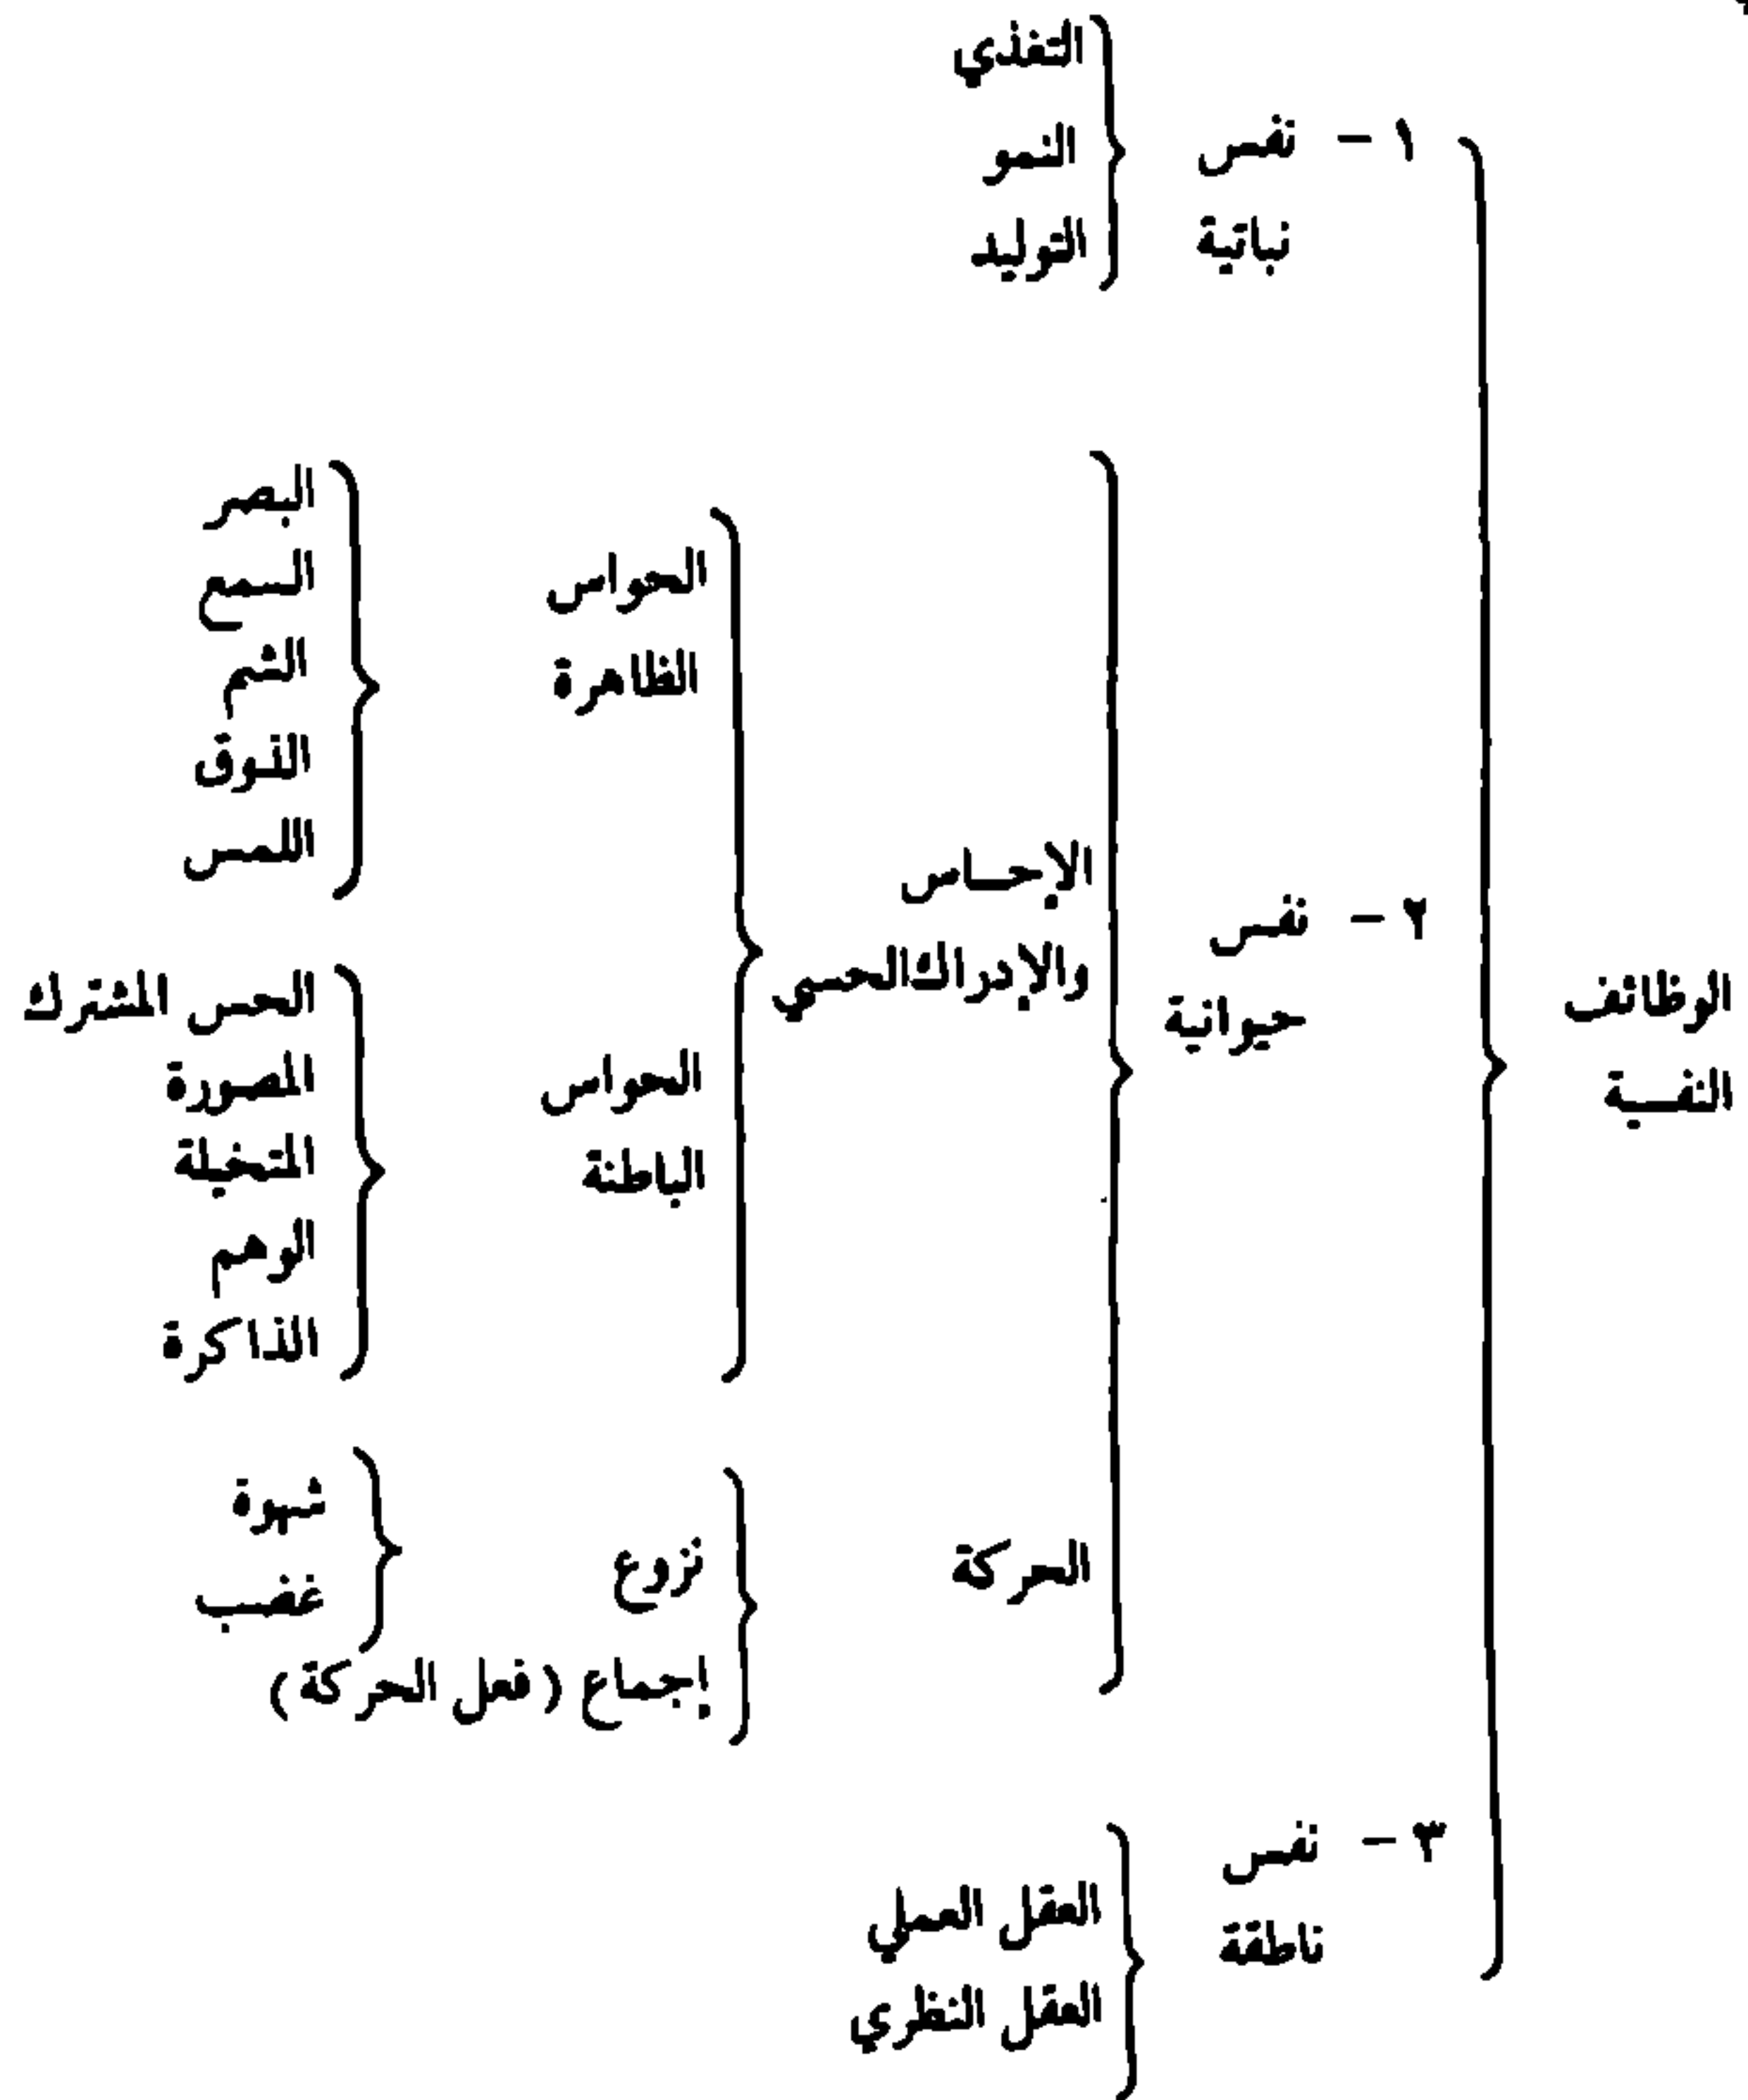 الوظائف
النفسية
١ - نفس
نباتية
التغذي
النمو
التوليد
٢ - نفس
حيوانية
الإحساس
والإدراك الحسي
الحواس
الظاهرة
البصر
السمع
الشم
الذوق
اللمس
الحواس
الباطنة
الحس المشترك
المصورة
المتخيلة
الوهم
الذاكرة
الحركة
نزوع
شهوة
غضب
إجماع (فعل الحركة)
٣ - نفس
ناطقة
العقل العملي
العقل النظري